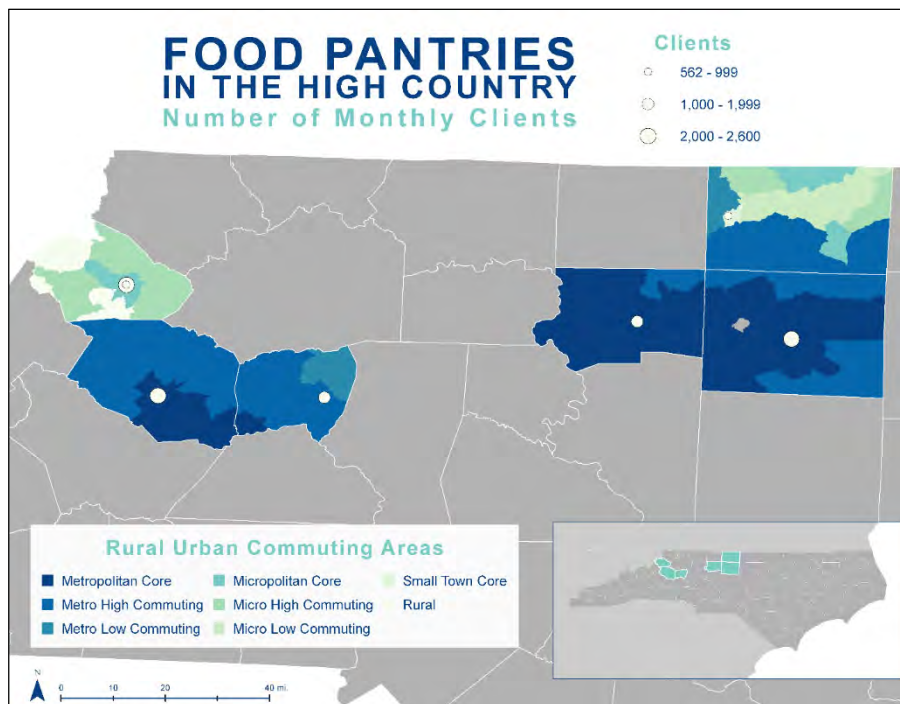 FOOD PANTRIES
IN THE HIGH COUNTRY
Number of Monthly Clients
Clients
562 - 999
1,000 - 1,999
2,000 - 2,600
Rural Urban Commuting Areas
Metropolitan Core
Micropolitan Core
Small Town Core
Metro High Commuting
Micro High Commuting
Rural
Metro Low Commuting
Micro Low Commuting
N
0 10 20 40 mi.